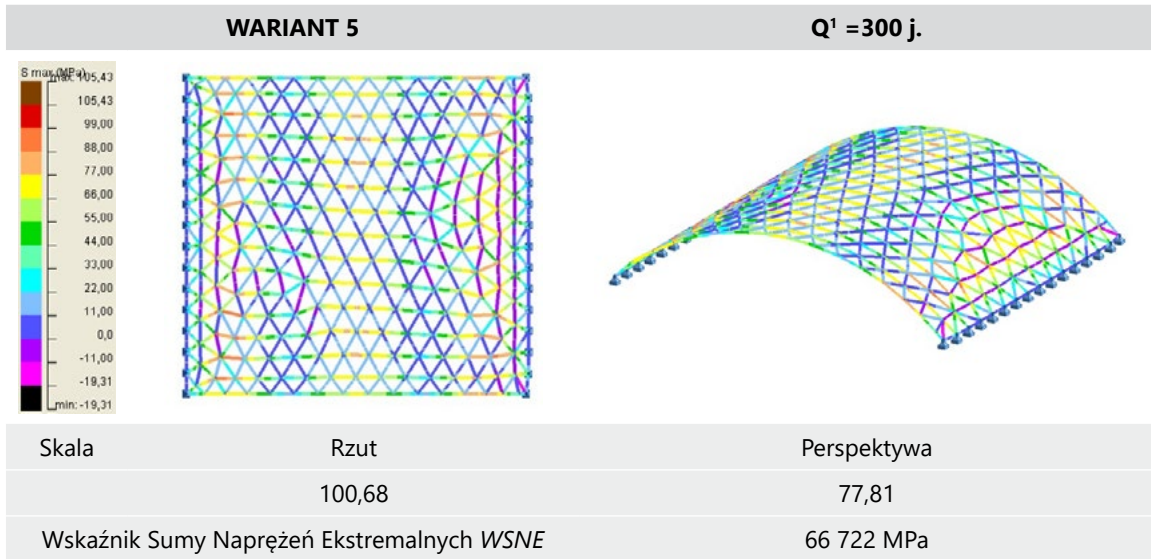 WARIANT 5 Q¹ =300 j.
S max (MPa)
max: 105,43
105,43
99,00
88,00
77,00
66,00
55,00
44,00
33,00
22,00
11,00
0,0
-11,00
-19,31
min: -19,31
Skala Rzut Perspektywa
100,68 77,81
Wskaźnik Sumy Naprężeń Ekstremalnych WSNE 66 722 MPa